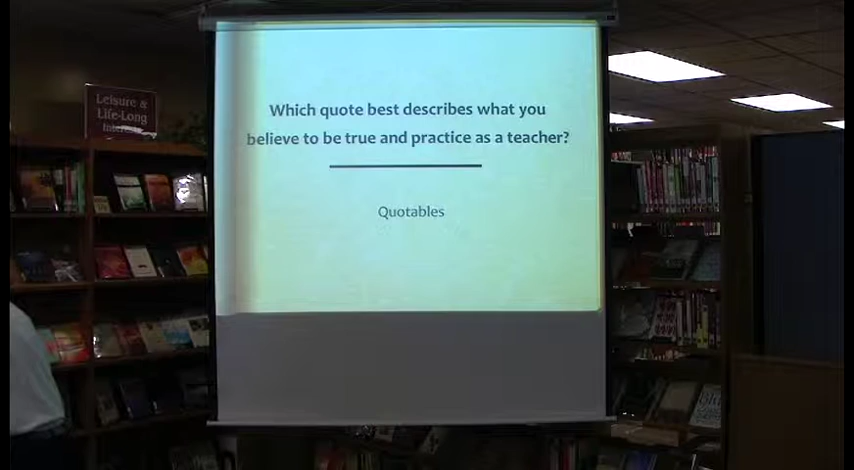 Leisure &
Life-Long
Which quote best describes what you
believe to be true and practice as a teacher?
Quotables